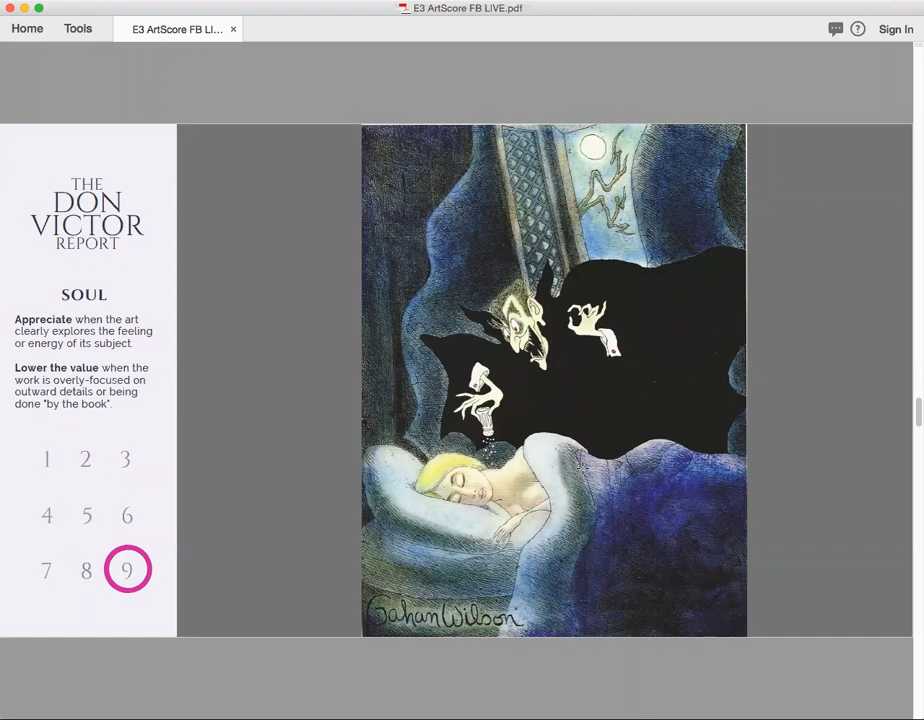 E3 ArtScore FB LIVE.pdf
Home Tools E3 ArtScore FB LI... × ? Sign In
THE
DON
VICTOR
REPORT
SOUL
Appreciate when the art
clearly explores the feeling
or energy of its subject.
Lower the value when the
work is overly-focused on
outward details or being
done "by the book".
1 2 3
4 5 6
7 8 9
Gahan Wilson